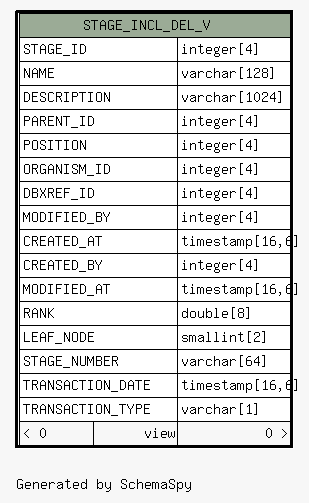 STAGE_INCL_DEL_V
STAGE_ID integer[4]
NAME varchar[128]
DESCRIPTION varchar[1024]
PARENT_ID integer[4]
POSITION integer[4]
ORGANISM_ID integer[4]
DBXREF_ID integer[4]
MODIFIED_BY integer[4]
CREATED_AT timestamp[16,6]
CREATED_BY integer[4]
MODIFIED_AT timestamp[16,6]
RANK double[8]
LEAF_NODE smallint[2]
STAGE_NUMBER varchar[64]
TRANSACTION_DATE timestamp[16,6]
TRANSACTION_TYPE varchar[1]
< 0 view 0 >
Generated by SchemaSpy